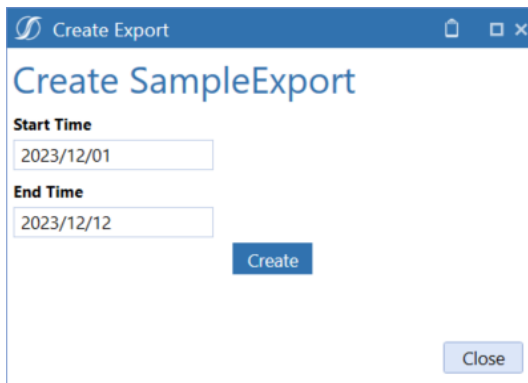 Create Export
Create SampleExport
Start Time
2023/12/01
End Time
2023/12/12
Create
Close